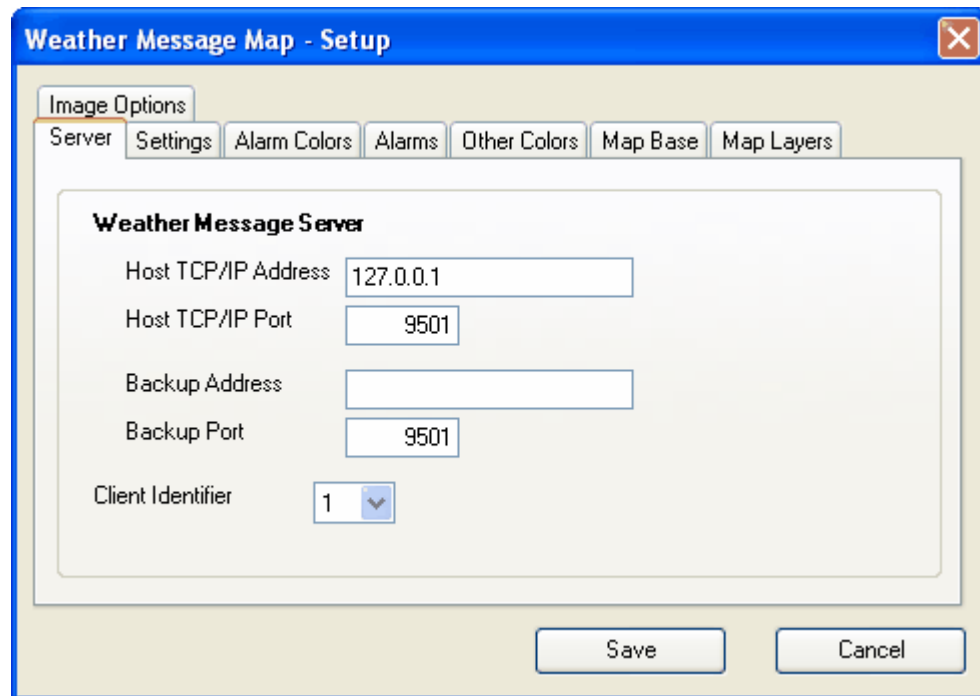 Weather Message Map - Setup
Image Options
Server Settings Alarm Colors Alarms Other Colors Map Base Map Layers
Weather Message Server
Host TCP/IP Address 127.0.0.1
Host TCP/IP Port 9501
Backup Address
Backup Port 9501
Client Identifier 1
Save Cancel